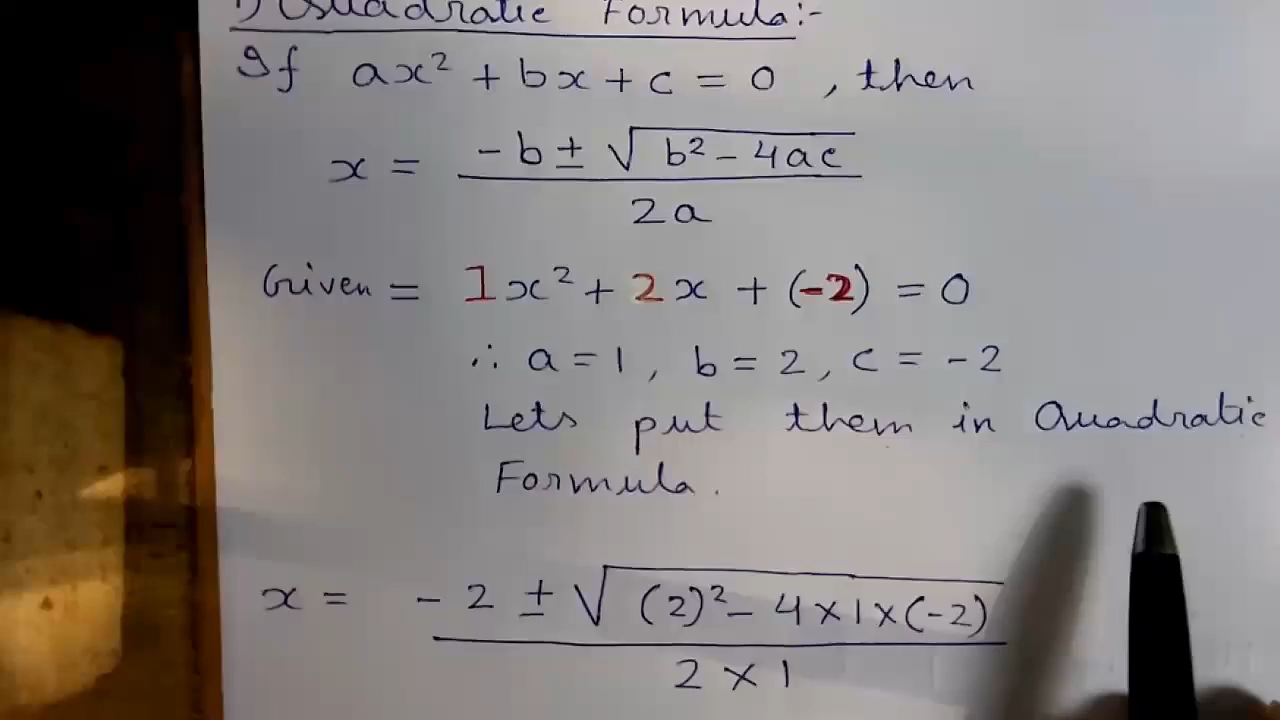 1) Quadratic Formula:-
If ax² + bx + c = 0 , then
x = -b ± √(b² - 4ac) / 2a
Given = 1x² + 2x + (-2) = 0
∴ a = 1 , b = 2 , c = -2
Lets put them in Quadratic
Formula.
x = -2 ± √((2)² - 4 × 1 × (-2)) / 2 × 1